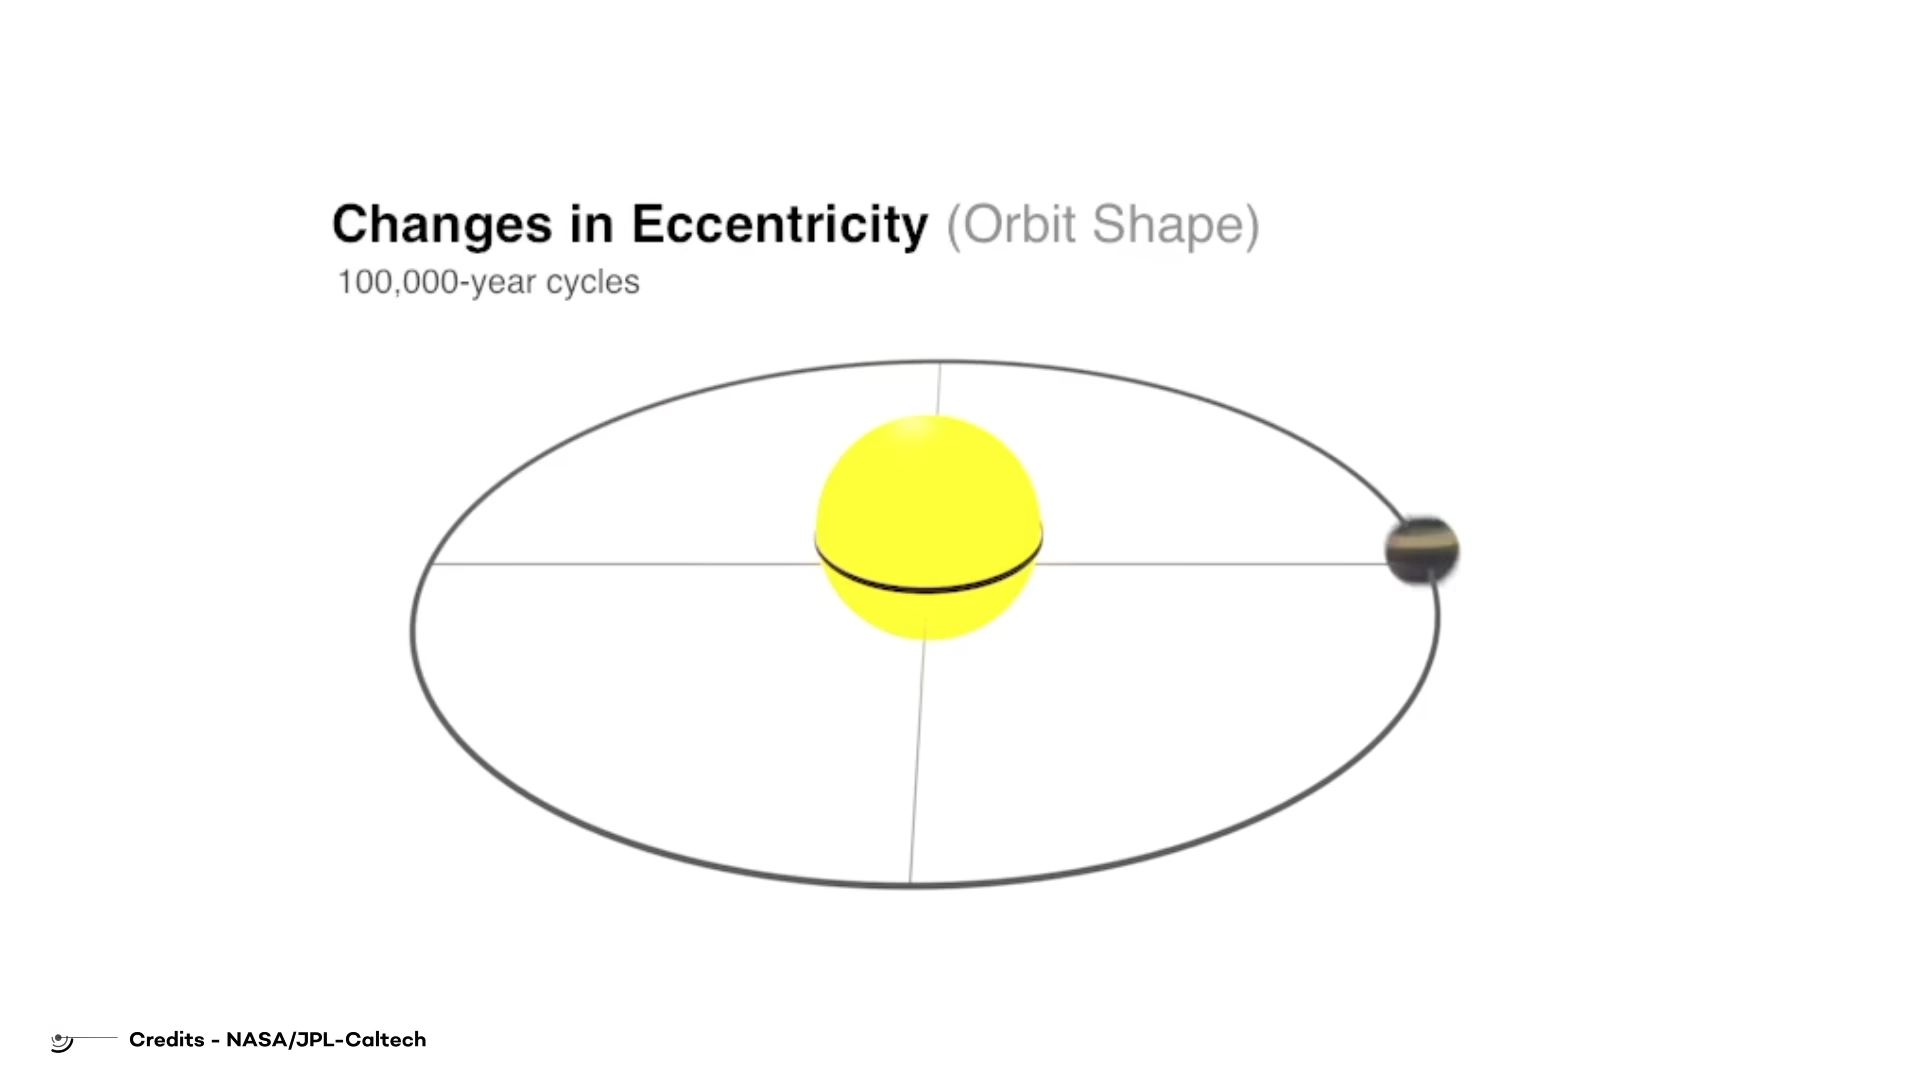 Changes in Eccentricity (Orbit Shape)
100,000-year cycles
Credits - NASA/JPL-Caltech